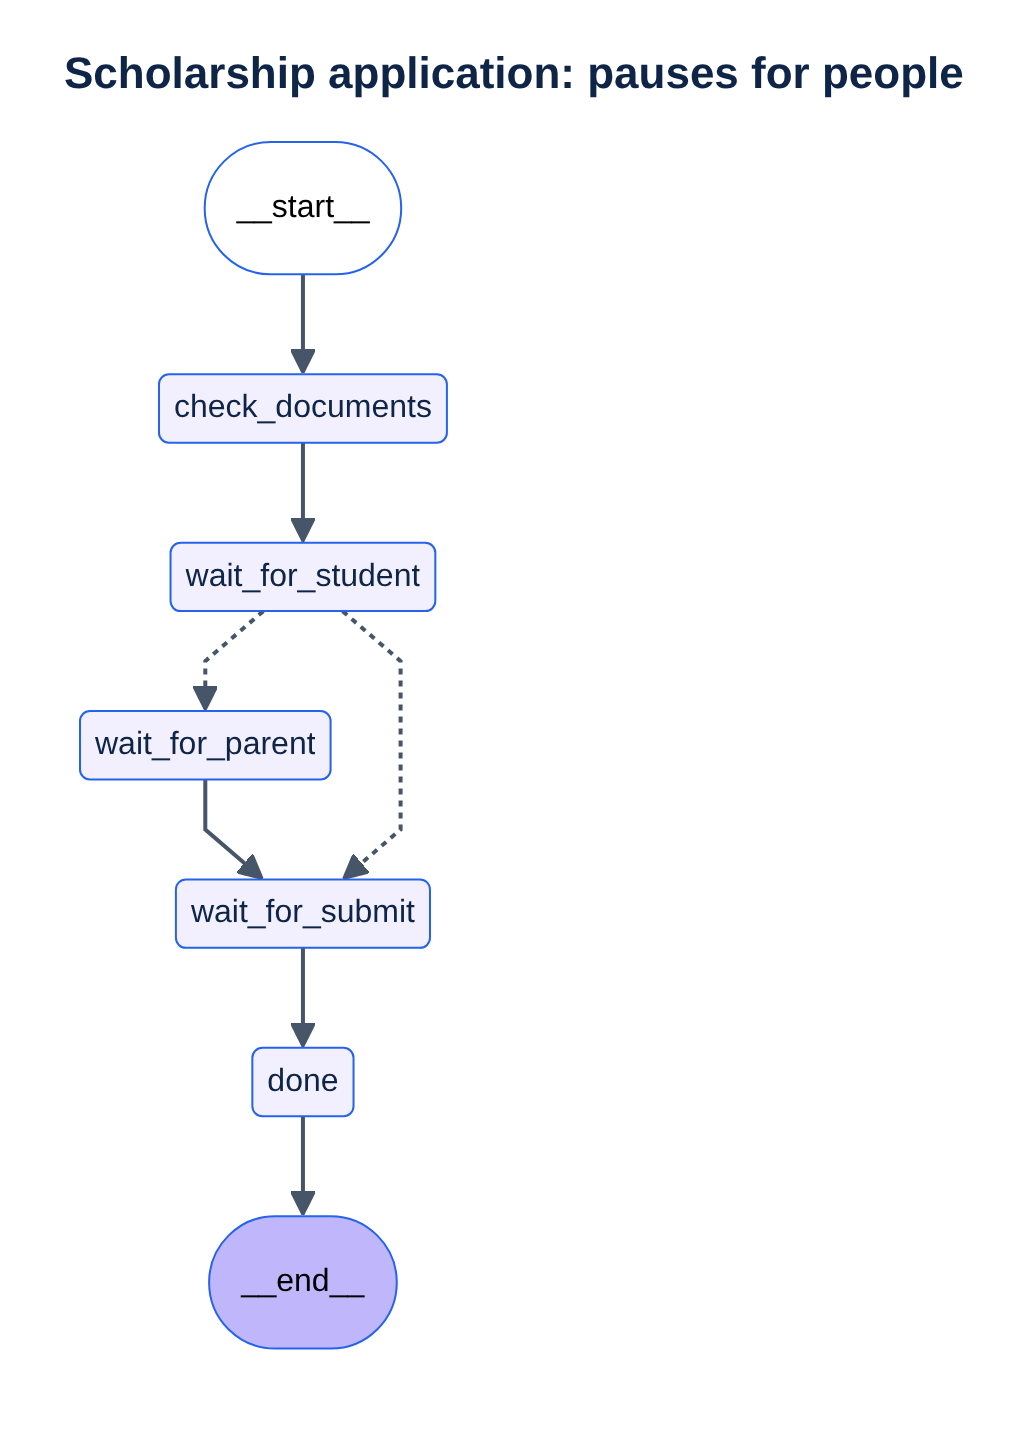 Scholarship application: pauses for people
__start__
check_documents
wait_for_student
wait_for_parent
wait_for_submit
done
__end__